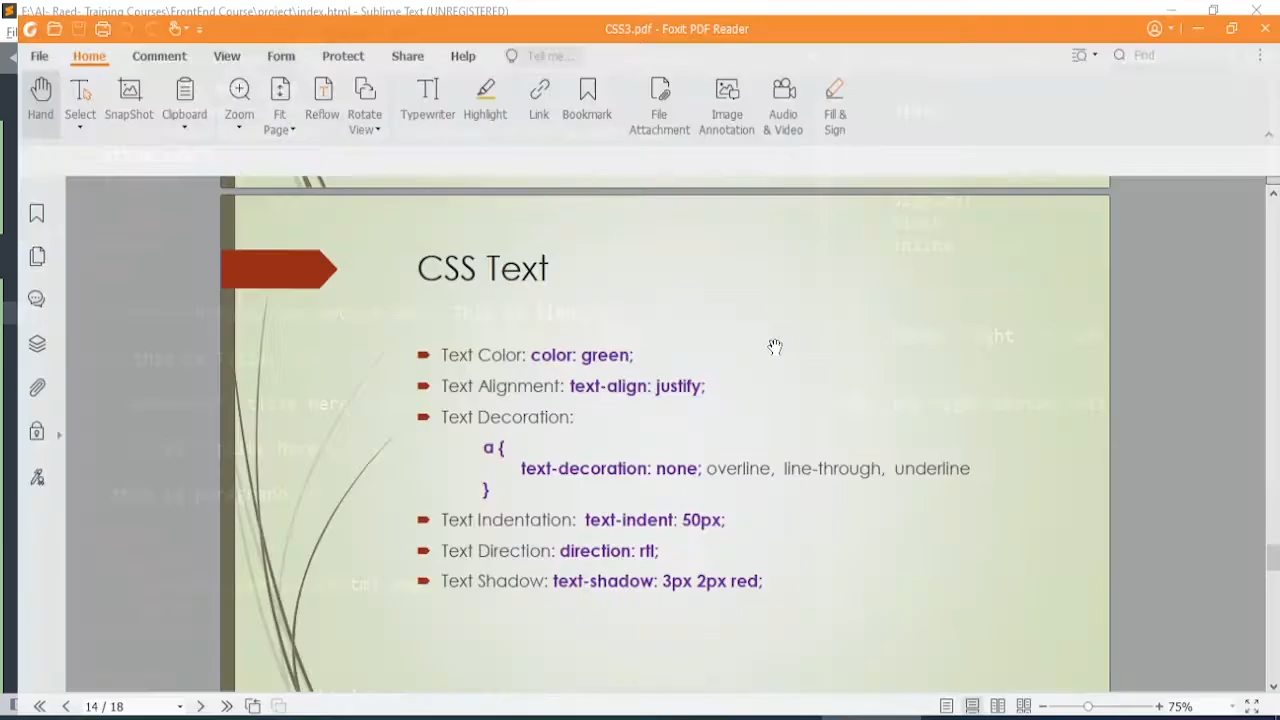 F:\Al- Raed- Training Courses\FrontEnd Course\project\index.html - Sublime Text (UNREGISTERED)
CSS3.pdf - Foxit PDF Reader
File Home Comment View Form Protect Share Help Tell me... Find
Hand Select SnapShot Clipboard Zoom Fit Page Reflow Rotate View Typewriter Highlight Link Bookmark File Attachment Image Annotation Audio & Video Fill & Sign
CSS Text
Text Color: color: green;
Text Alignment: text-align: justify;
Text Decoration:
a {
text-decoration: none; overline, line-through, underline
}
Text Indentation: text-indent: 50px;
Text Direction: direction: rtl;
Text Shadow: text-shadow: 3px 2px red;
14 / 18
75%